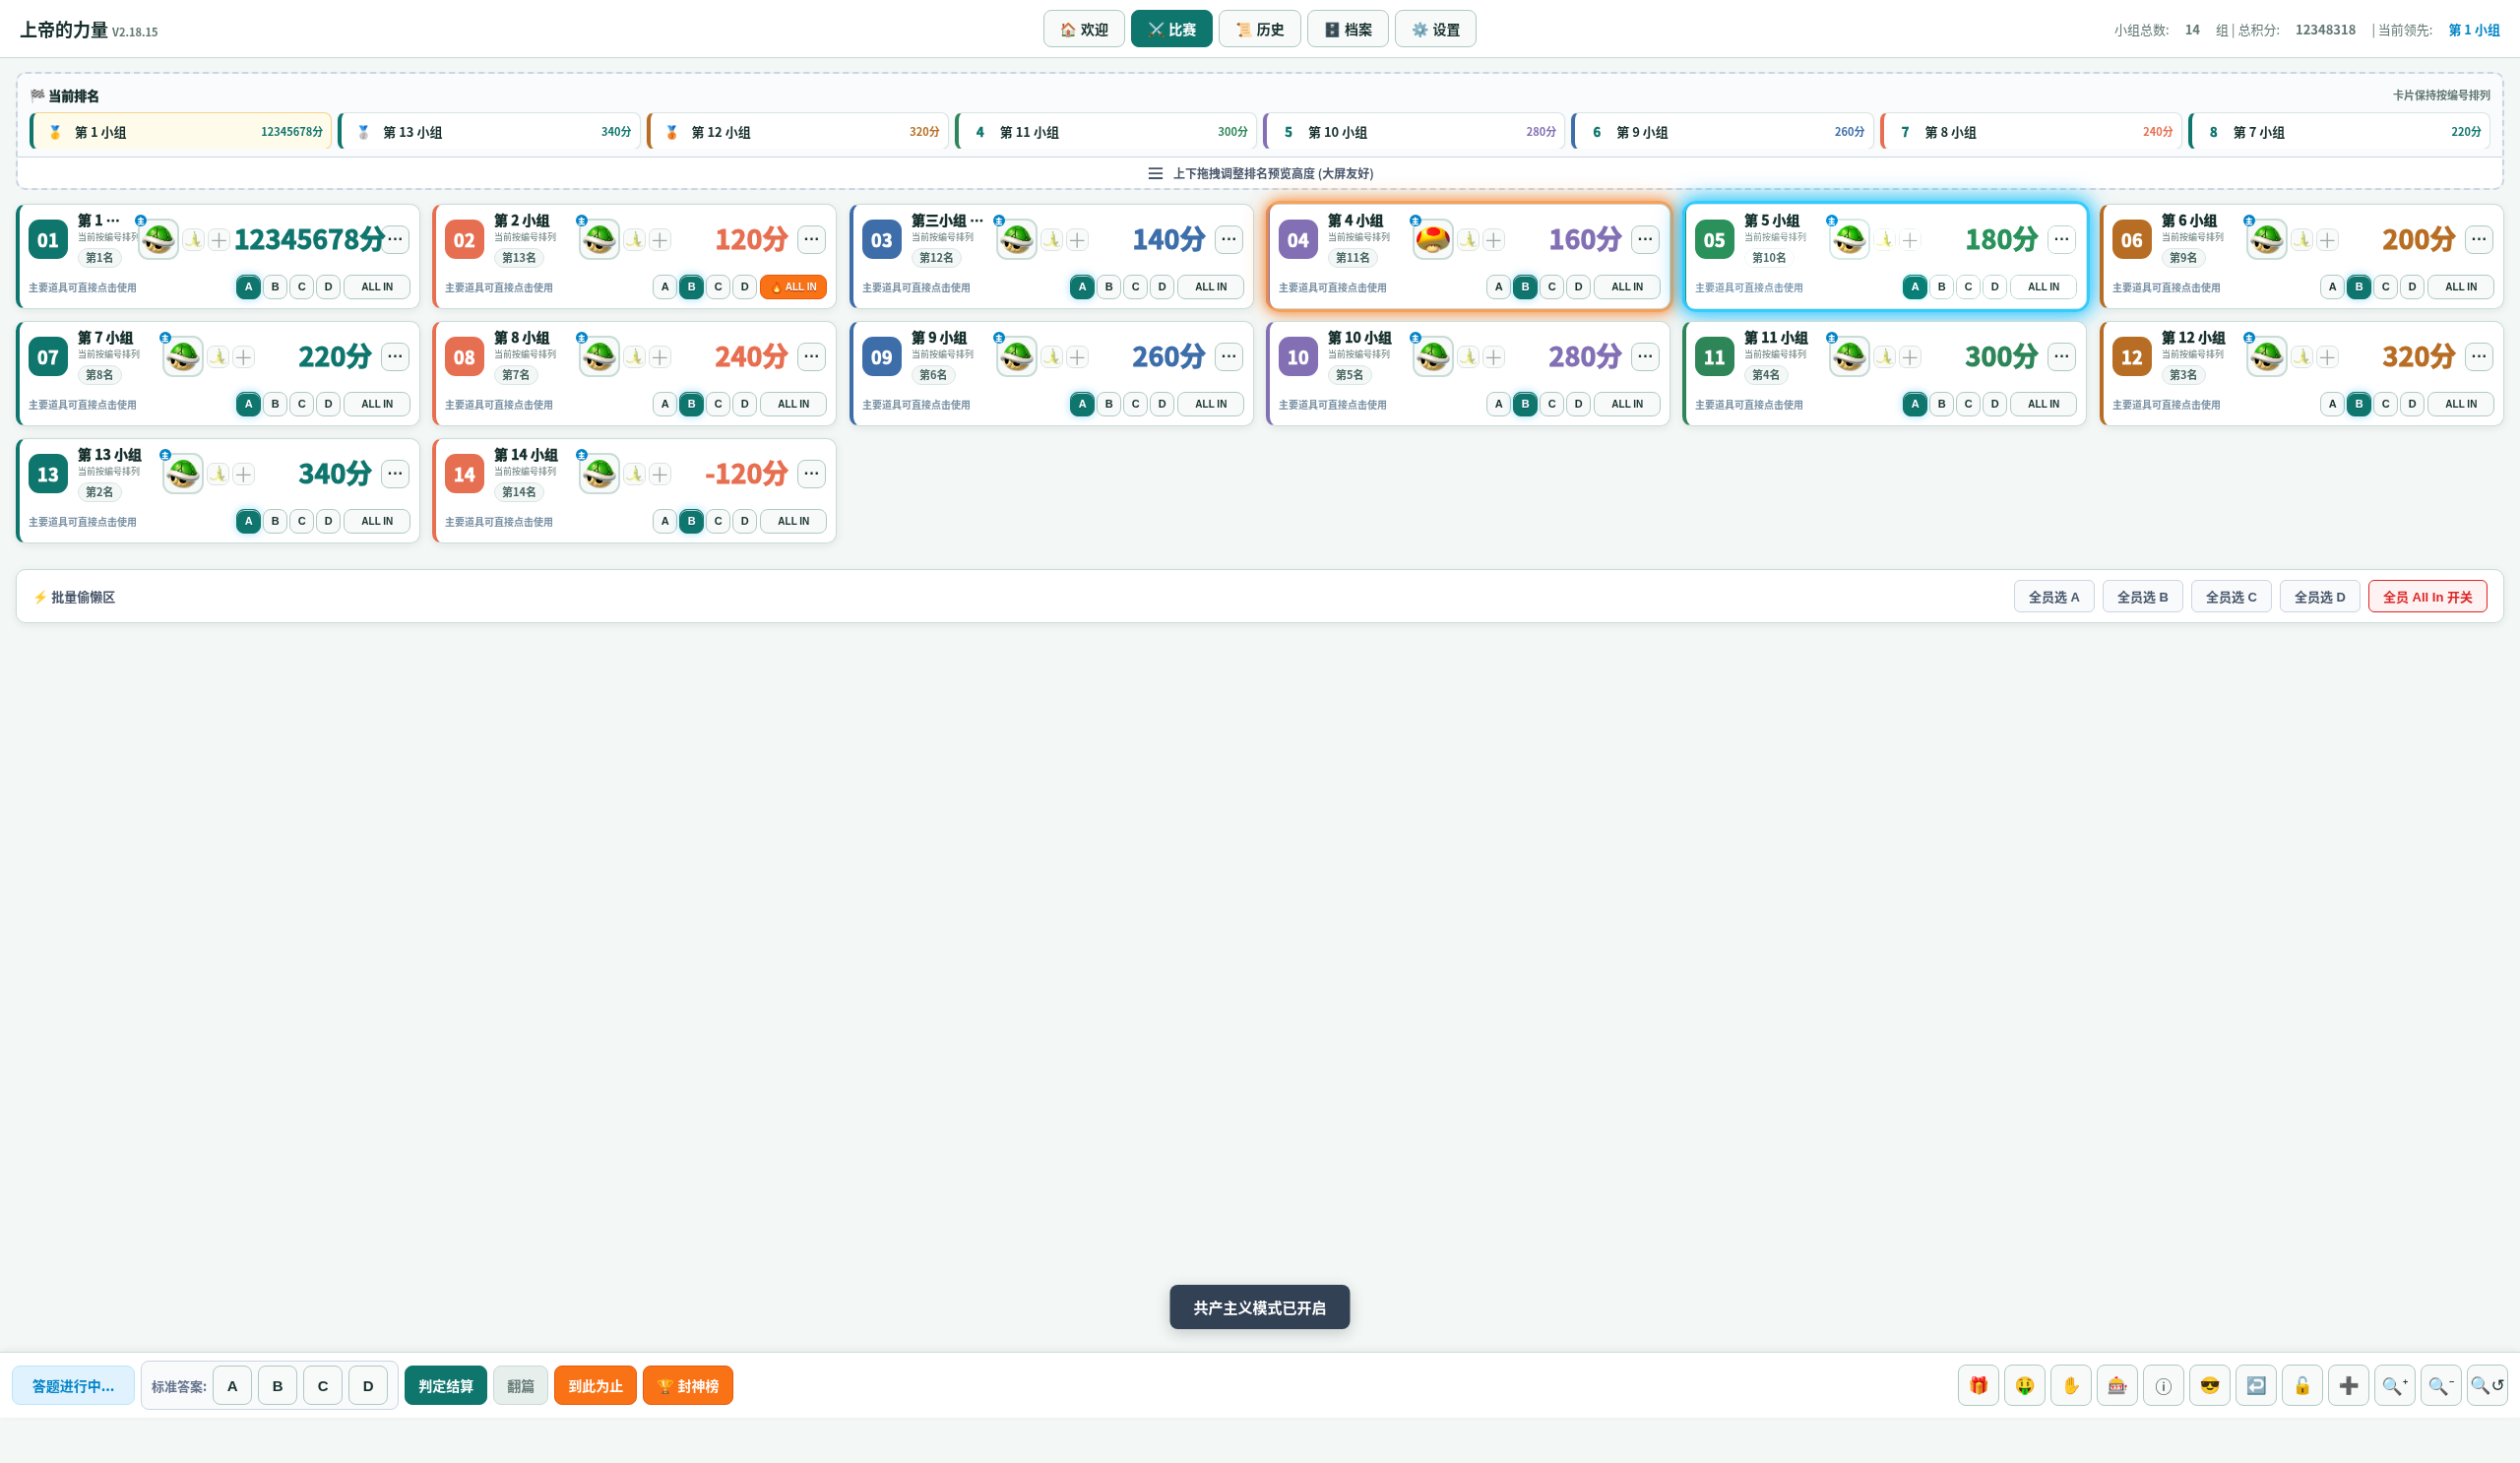 上帝的力量 V2.18.15
🏠 欢迎
⚔️ 比赛
📜 历史
🗄️ 档案
⚙️ 设置
小组总数: 14 组 | 总积分: 12348318 | 当前领先: 第 1 小组
🏁 当前排名
卡片保持按编号排列
🥇 第 1 小组 12345678分
🥈 第 13 小组 340分
🥉 第 12 小组 320分
4 第 11 小组 300分
5 第 10 小组 280分
6 第 9 小组 260分
7 第 8 小组 240分
8 第 7 小组 220分
上下拖拽调整排名预览高度 (大屏友好)
01 第 1 ··· 主 12345678分 ···
当前按编号排列
第1名
主要道具可直接点击使用 A B C D ALL IN
02 第 2 小组 主 120分 ···
当前按编号排列
第13名
主要道具可直接点击使用 A B C D 🔥 ALL IN
03 第三小组 ··· 主 140分 ···
当前按编号排列
第12名
主要道具可直接点击使用 A B C D ALL IN
04 第 4 小组 主 160分 ···
当前按编号排列
第11名
主要道具可直接点击使用 A B C D ALL IN
05 第 5 小组 主 180分 ···
当前按编号排列
第10名
主要道具可直接点击使用 A B C D ALL IN
06 第 6 小组 主 200分 ···
当前按编号排列
第9名
主要道具可直接点击使用 A B C D ALL IN
07 第 7 小组 主 220分 ···
当前按编号排列
第8名
主要道具可直接点击使用 A B C D ALL IN
08 第 8 小组 主 240分 ···
当前按编号排列
第7名
主要道具可直接点击使用 A B C D ALL IN
09 第 9 小组 主 260分 ···
当前按编号排列
第6名
主要道具可直接点击使用 A B C D ALL IN
10 第 10 小组 主 280分 ···
当前按编号排列
第5名
主要道具可直接点击使用 A B C D ALL IN
11 第 11 小组 主 300分 ···
当前按编号排列
第4名
主要道具可直接点击使用 A B C D ALL IN
12 第 12 小组 主 320分 ···
当前按编号排列
第3名
主要道具可直接点击使用 A B C D ALL IN
13 第 13 小组 主 340分 ···
当前按编号排列
第2名
主要道具可直接点击使用 A B C D ALL IN
14 第 14 小组 主 -120分 ···
当前按编号排列
第14名
主要道具可直接点击使用 A B C D ALL IN
⚡ 批量偷懒区
全员选 A
全员选 B
全员选 C
全员选 D
全员 All In 开关
共产主义模式已开启
答题进行中...
标准答案: A B C D
判定结算
翻篇
到此为止
🏆 封神榜